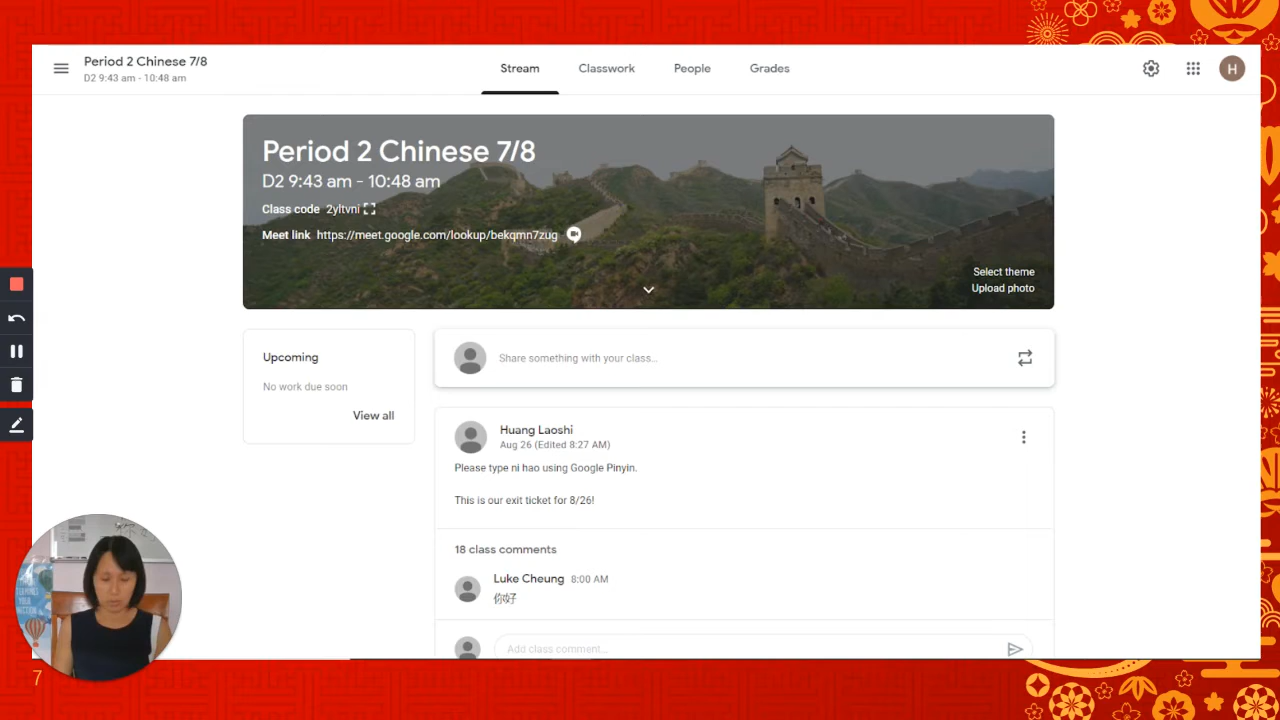 Period 2 Chinese 7/8
D2 9:43 am - 10:48 am
Stream
Classwork
People
Grades
H
Period 2 Chinese 7/8
D2 9:43 am - 10:48 am
Class code 2yltvni
Meet link https://meet.google.com/lookup/bekqmn7zug
Select theme
Upload photo
Upcoming
No work due soon
View all
Share something with your class...
Huang Laoshi
Aug 26 (Edited 8:27 AM)
Please type ni hao using Google Pinyin.
This is our exit ticket for 8/26!
18 class comments
Luke Cheung 8:00 AM
你好
Add class comment...
7